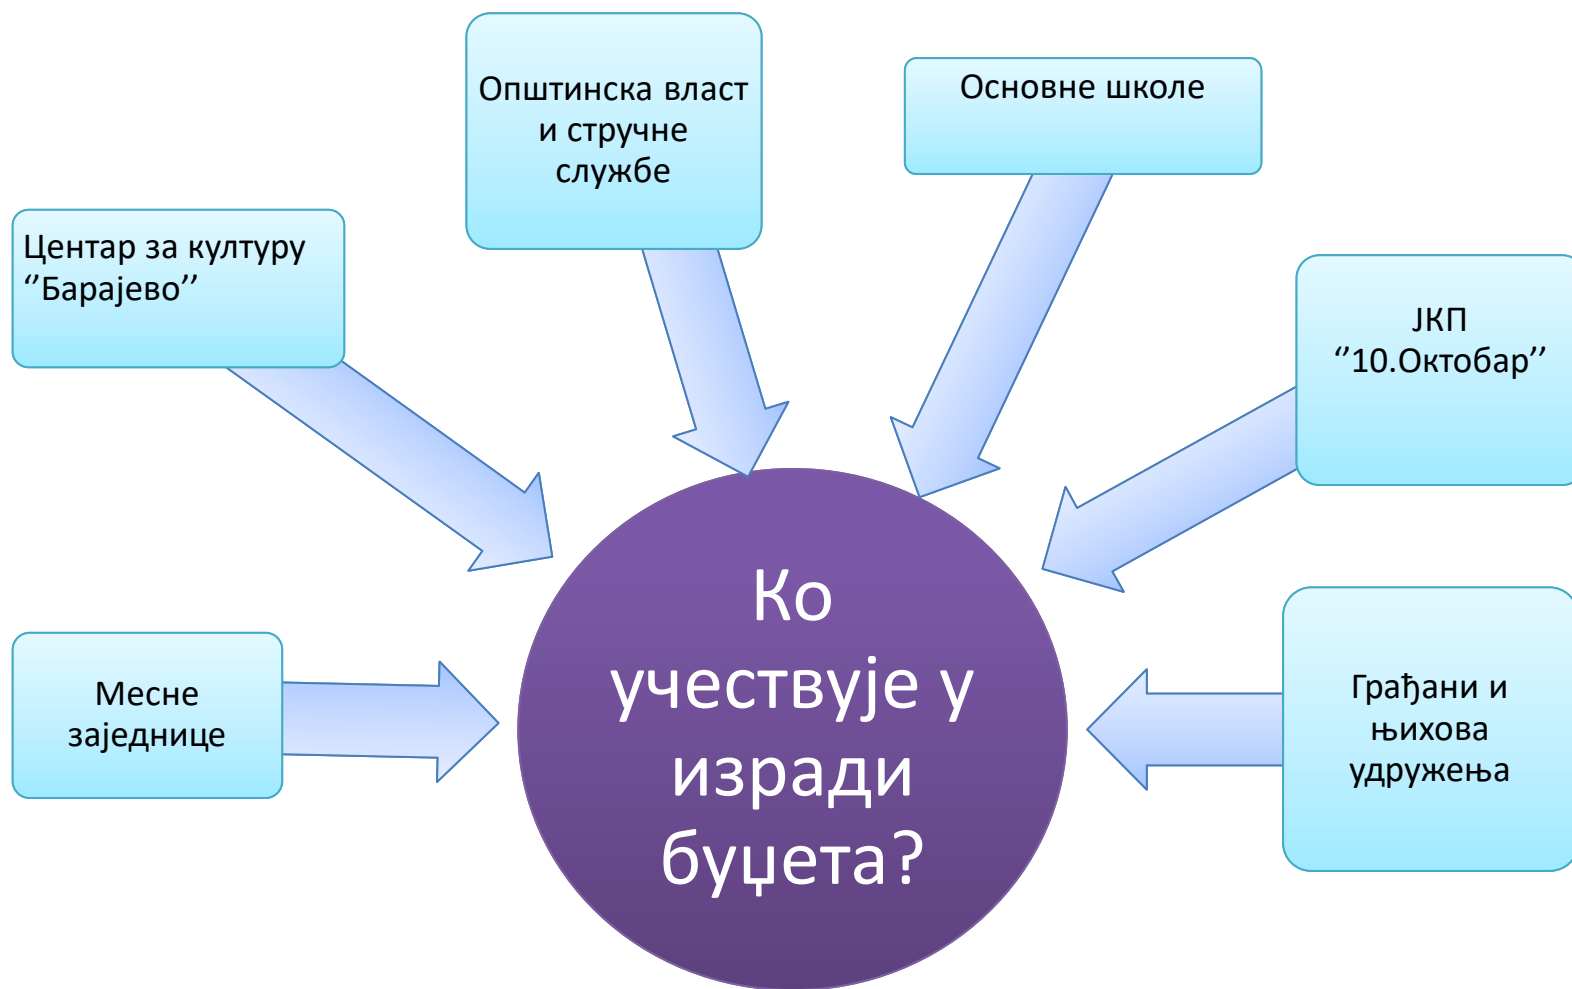 Општинска власт
и стручне
службе
Основне школе
Центар за културу
‘’Барајево’’
ЈКП
‘’10.Октобар’’
Ко
учествује у
изради
буџета?
Месне
заједнице
Грађани и
њихова
удружења